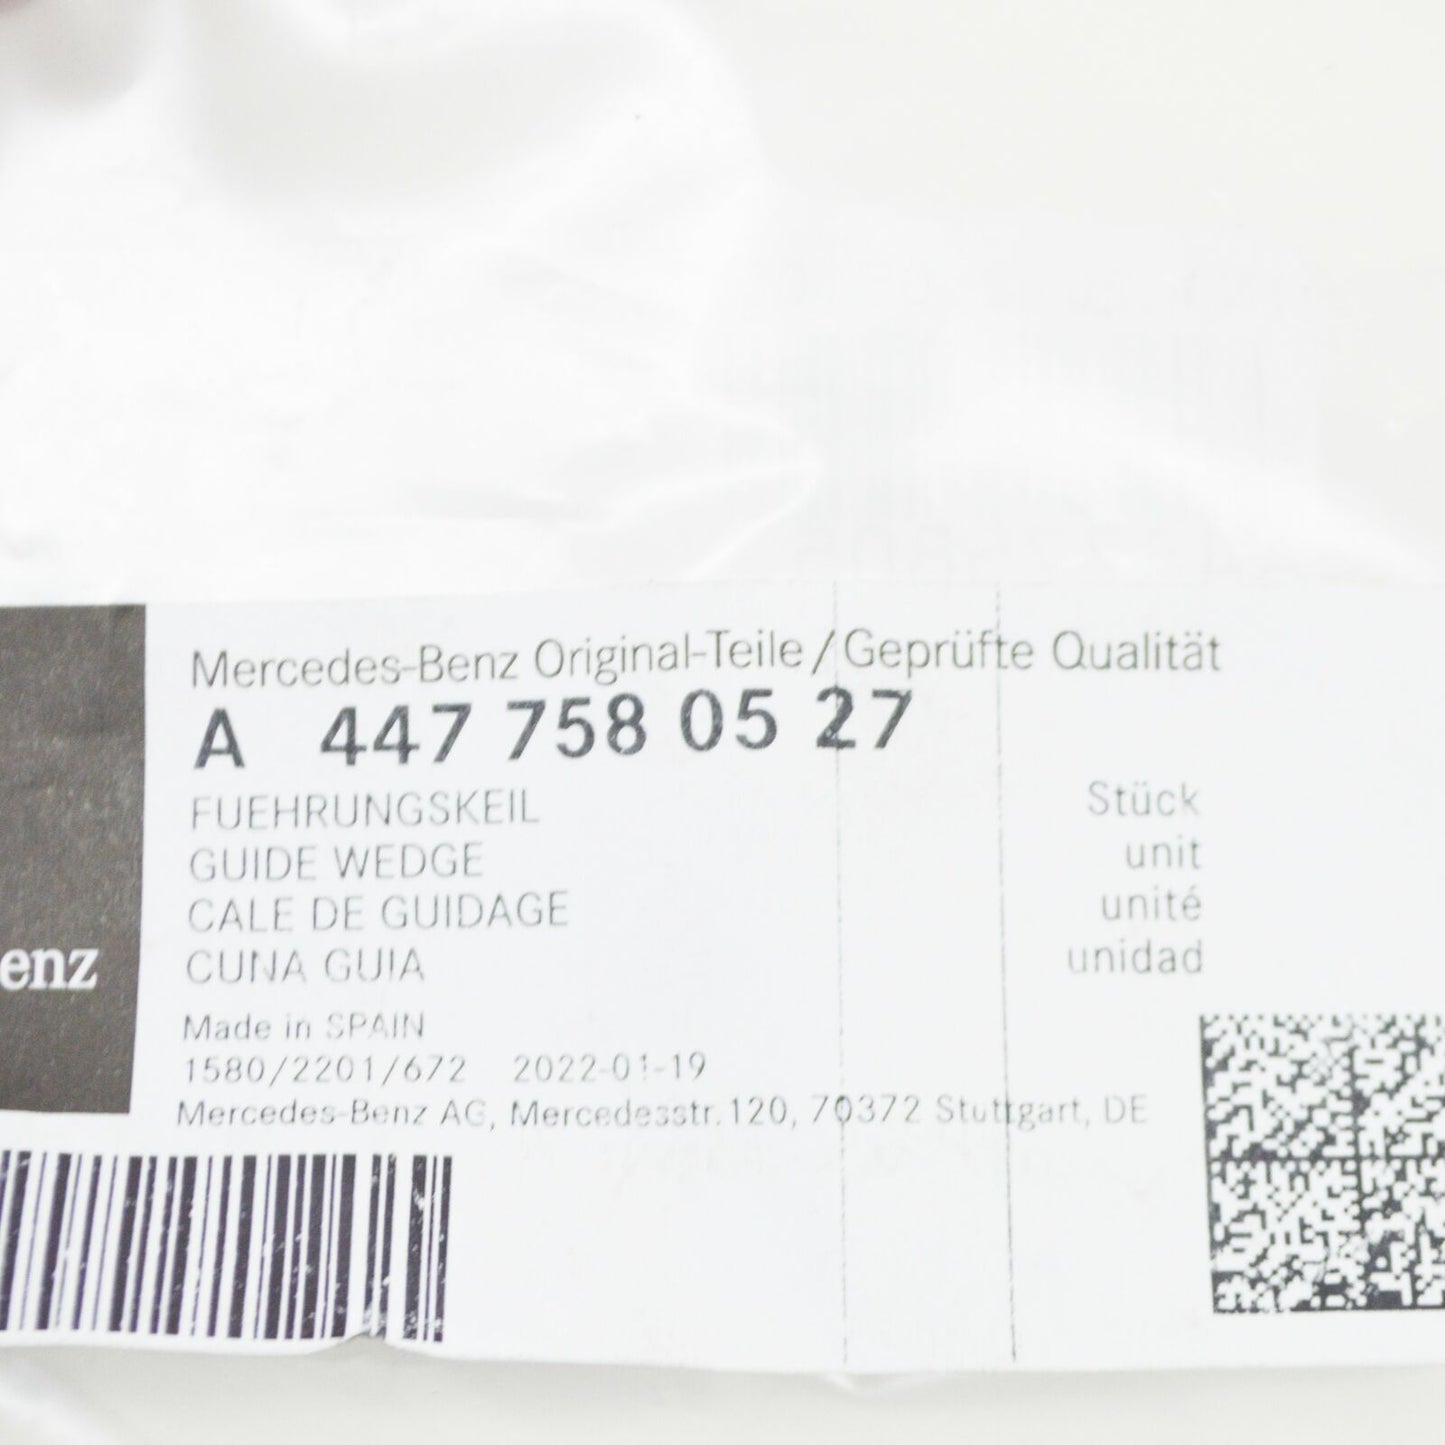 Mercedes-Benz Original-Teile/Geprüfte Qualität
A 447 758 05 27
FUEHRUNGSKEIL
GUIDE WEDGE
CALE DE GUIDAGE
CUNA GUIA
Stück
unit
unité
unidad
enz
Made in SPAIN
1580/2201/672 2022-01-19
Mercedes-Benz AG, Mercedesstr.120, 70372 Stuttgart, DE